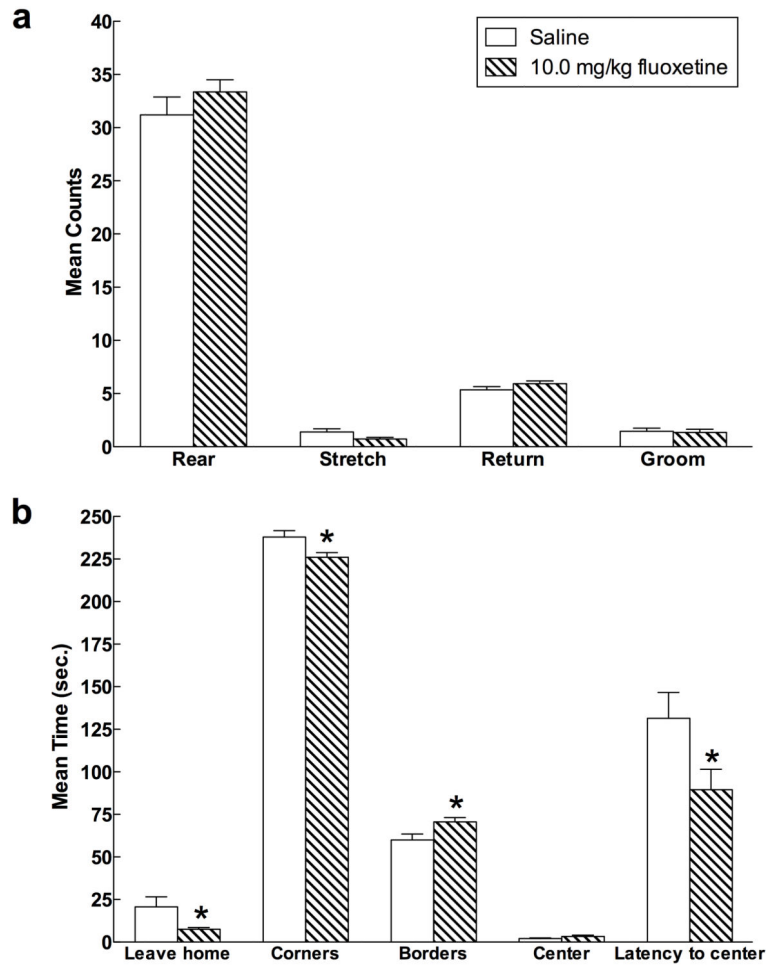 a
Saline
10.0 mg/kg fluoxetine
Mean Counts
40
35
30
25
20
15
10
5
0
Rear Stretch Return Groom
b
Mean Time (sec.)
250
225
200
175
150
125
100
75
50
25
0
* * * *
Leave home Corners Borders Center Latency to center